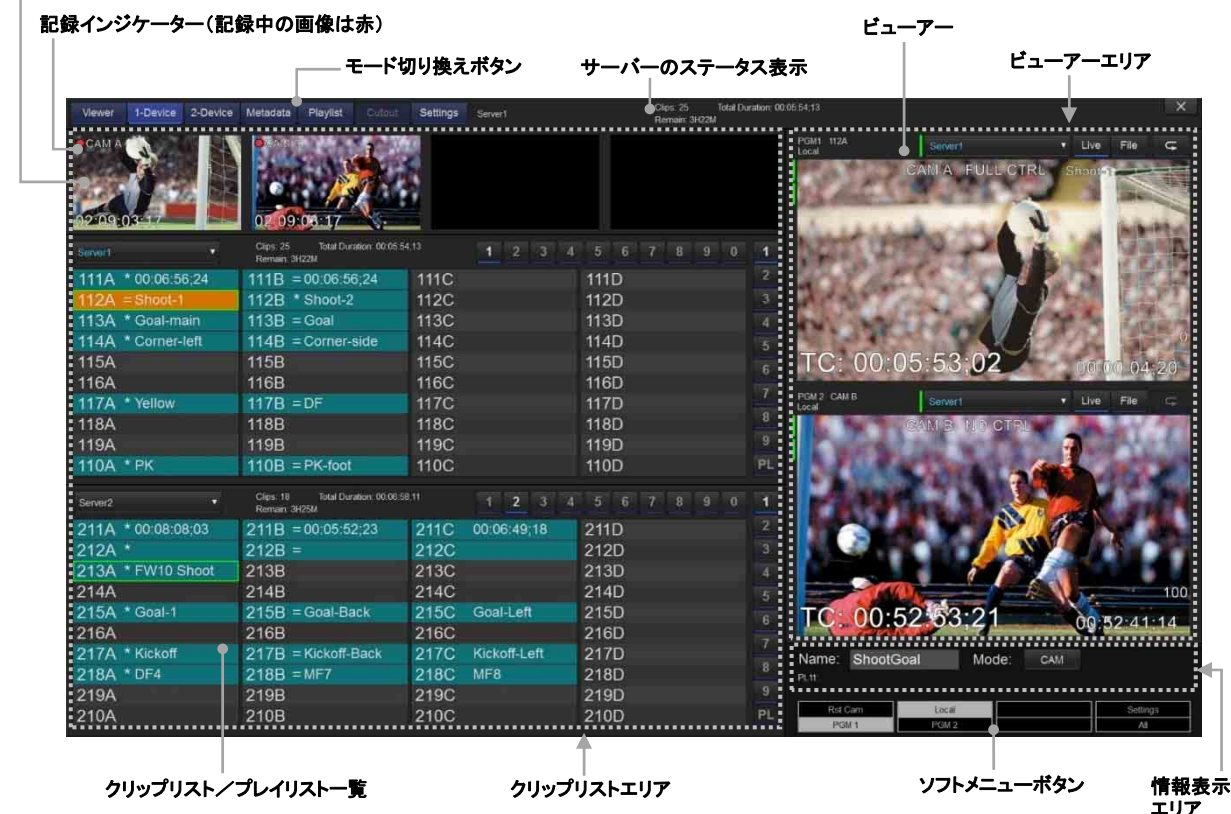 記録インジケーター（記録中の画像は赤）
ビューアー
モード切り換えボタン
サーバーのステータス表示
ビューアーエリア
Viewer 1-Device 2-Device Metadata Playlist Cutout Settings Server1
Clips: 25 Total Duration: 00:05:54;13
Remain: 3H22M
CAM A
02:09:03:17
02:09:03:17
Server1
Clips: 25 Total Duration: 00:05:54;13
Remain: 3H22M
1 2 3 4 5 6 7 8 9 0 1
111A * 00:06:56;24 111B = 00:06:56;24 111C 111D 2
112A = Shoot-1 112B * Shoot-2 112C 112D 3
113A * Goal-main 113B = Goal 113C 113D 4
114A * Corner-left 114B = Corner-side 114C 114D 5
115A 115B 115C 115D 6
116A 116B 116C 116D
117A * Yellow 117B = DF 117C 117D 7
118A 118B 118C 118D 8
119A 119B 119C 119D 9
110A * PK 110B = PK-foot 110C 110D PL
Server2
Clips: 18 Total Duration: 00:06:58;11
Remain: 3H25M
1 2 3 4 5 6 7 8 9 0 1
211A * 00:08:08;03 211B = 00:05:52;23 211C 00:06:49;18 211D 2
212A * 212B = 212C 212D 3
213A * FW10 Shoot 213B 213C 213D 4
214A 214B 214C 214D 5
215A * Goal-1 215B = Goal-Back 215C Goal-Left 215D 6
216A 216B 216C 216D
217A * Kickoff 217B = Kickoff-Back 217C Kickoff-Left 217D 7
218A * DF4 218B = MF7 218C MF8 218D 8
219A 219B 219C 219D 9
210A 210B 210C 210D PL
PGM1 112A
Local
Server1 Live File
CAM A FULL CTRL Shoot-1
0
TC: 00:05:53;02 00:00:04:20
PGM 2 CAM B
Local
Server1 Live File
CAM B NO CTRL
100
TC: 00:52:53;21 00:52:41:14
Name: ShootGoal Mode: CAM
PL11
Rst Cam Local Settings
PGM 1 PGM 2 All
クリップリスト／プレイリスト一覧
クリップリストエリア
ソフトメニューボタン
情報表示
エリア